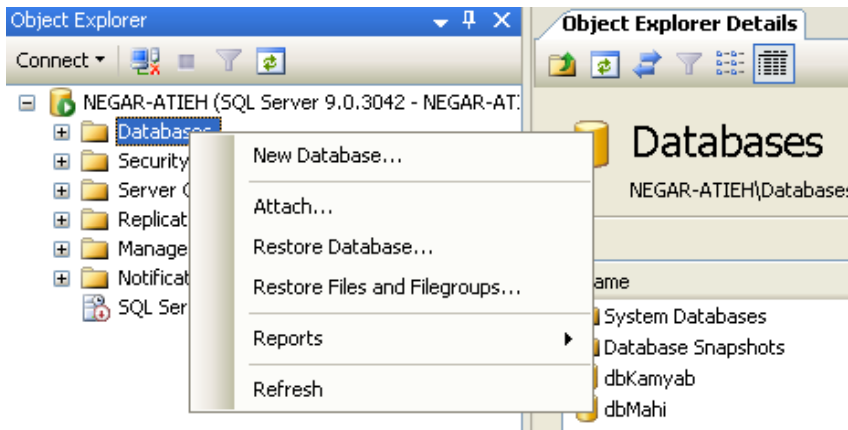 Object Explorer
Connect
NEGAR-ATIEH (SQL Server 9.0.3042 - NEGAR-AT
Databases
Security
Server
Replicat
Manage
Notificat
SQL Ser
New Database...
Attach...
Restore Database...
Restore Files and Filegroups...
Reports
Refresh
Object Explorer Details
Databases
NEGAR-ATIEH\Databases
ame
System Databases
Database Snapshots
dbKamyab
dbMahi